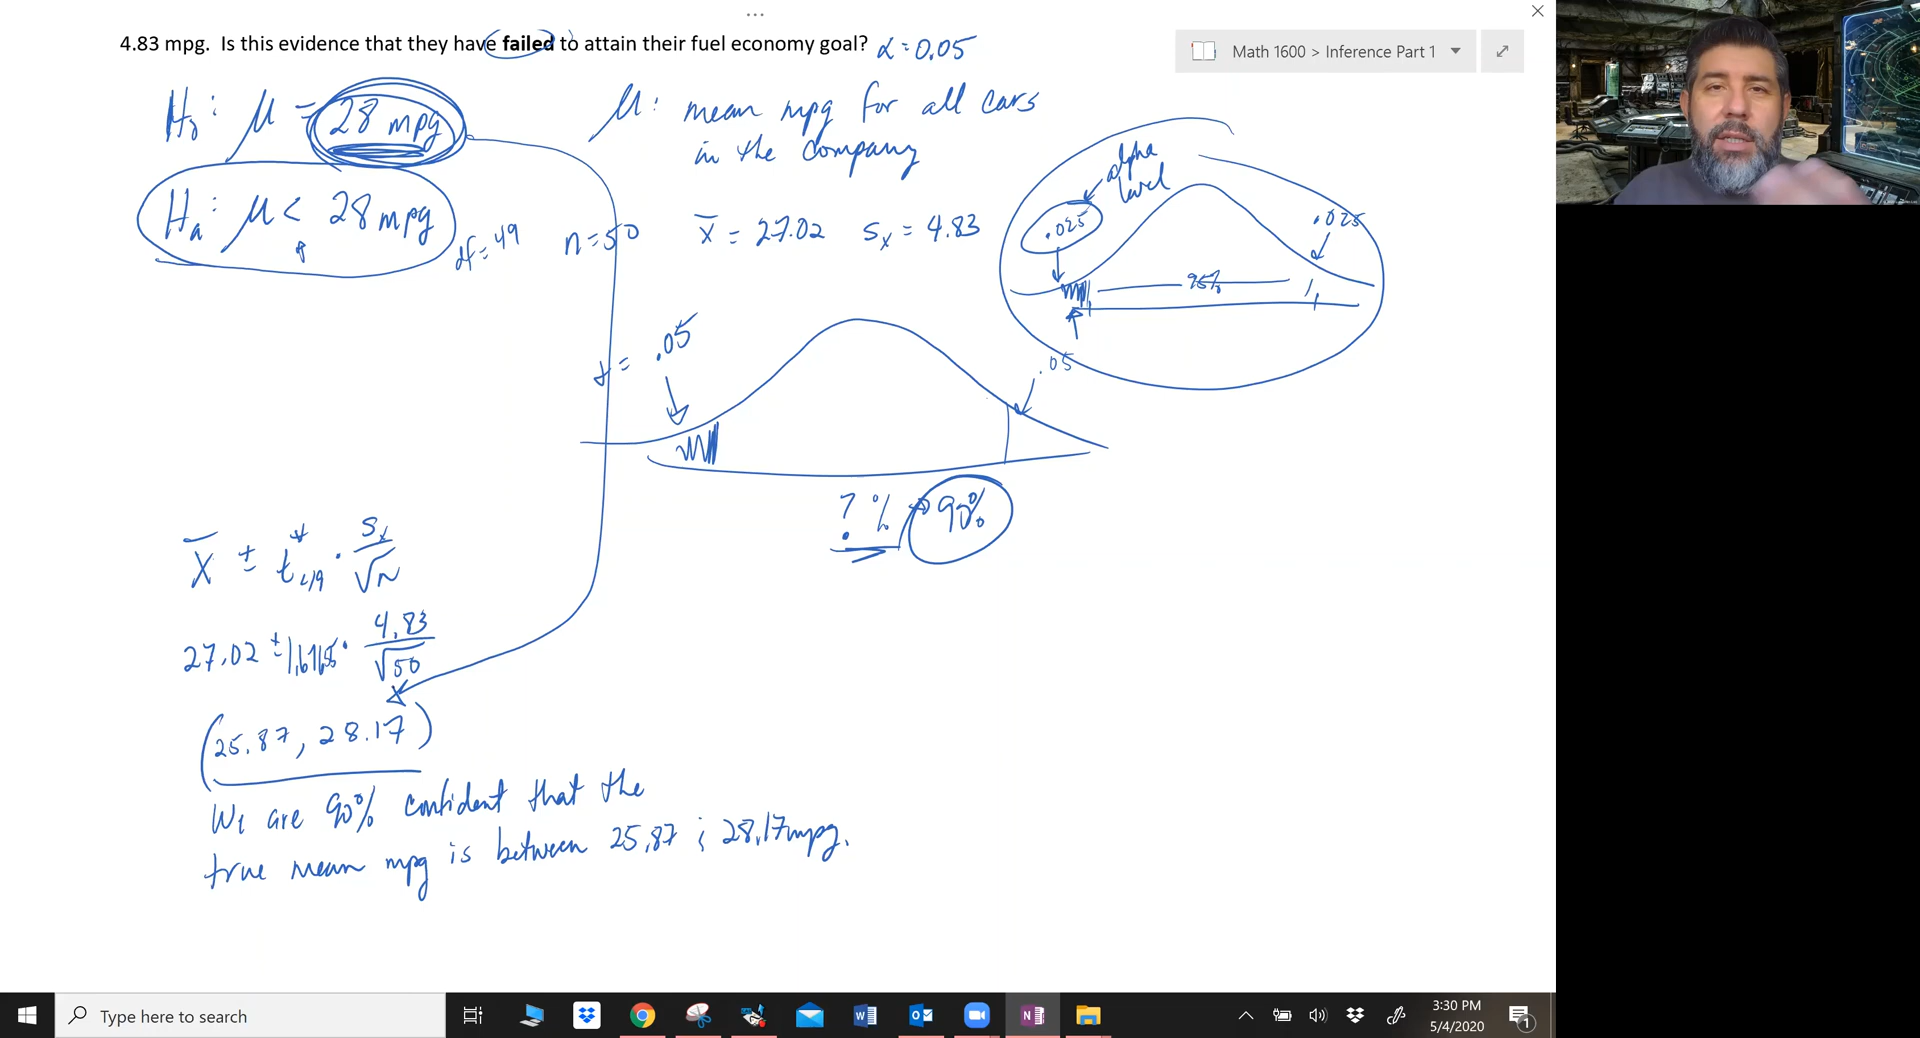 4.83 mpg. Is this evidence that they have failed to attain their fuel economy goal? α = 0.05
Math 1600 > Inference Part 1
H₀: μ = 28 mpg
μ: mean mpg for all cars
in the company
Ha: μ < 28 mpg
df = 49 n = 50 x̄ = 27.02 sx = 4.83
alpha
level
.025
.025
95%
.05
.05
? % → 90%
x̄ ± t*49 · sx/√n
27.02 ± 1.6766 · 4.83/√50
(25.87, 28.17)
We are 90% confident that the
true mean mpg is between 25.87 & 28.17 mpg.
Type here to search
3:30 PM
5/4/2020
1